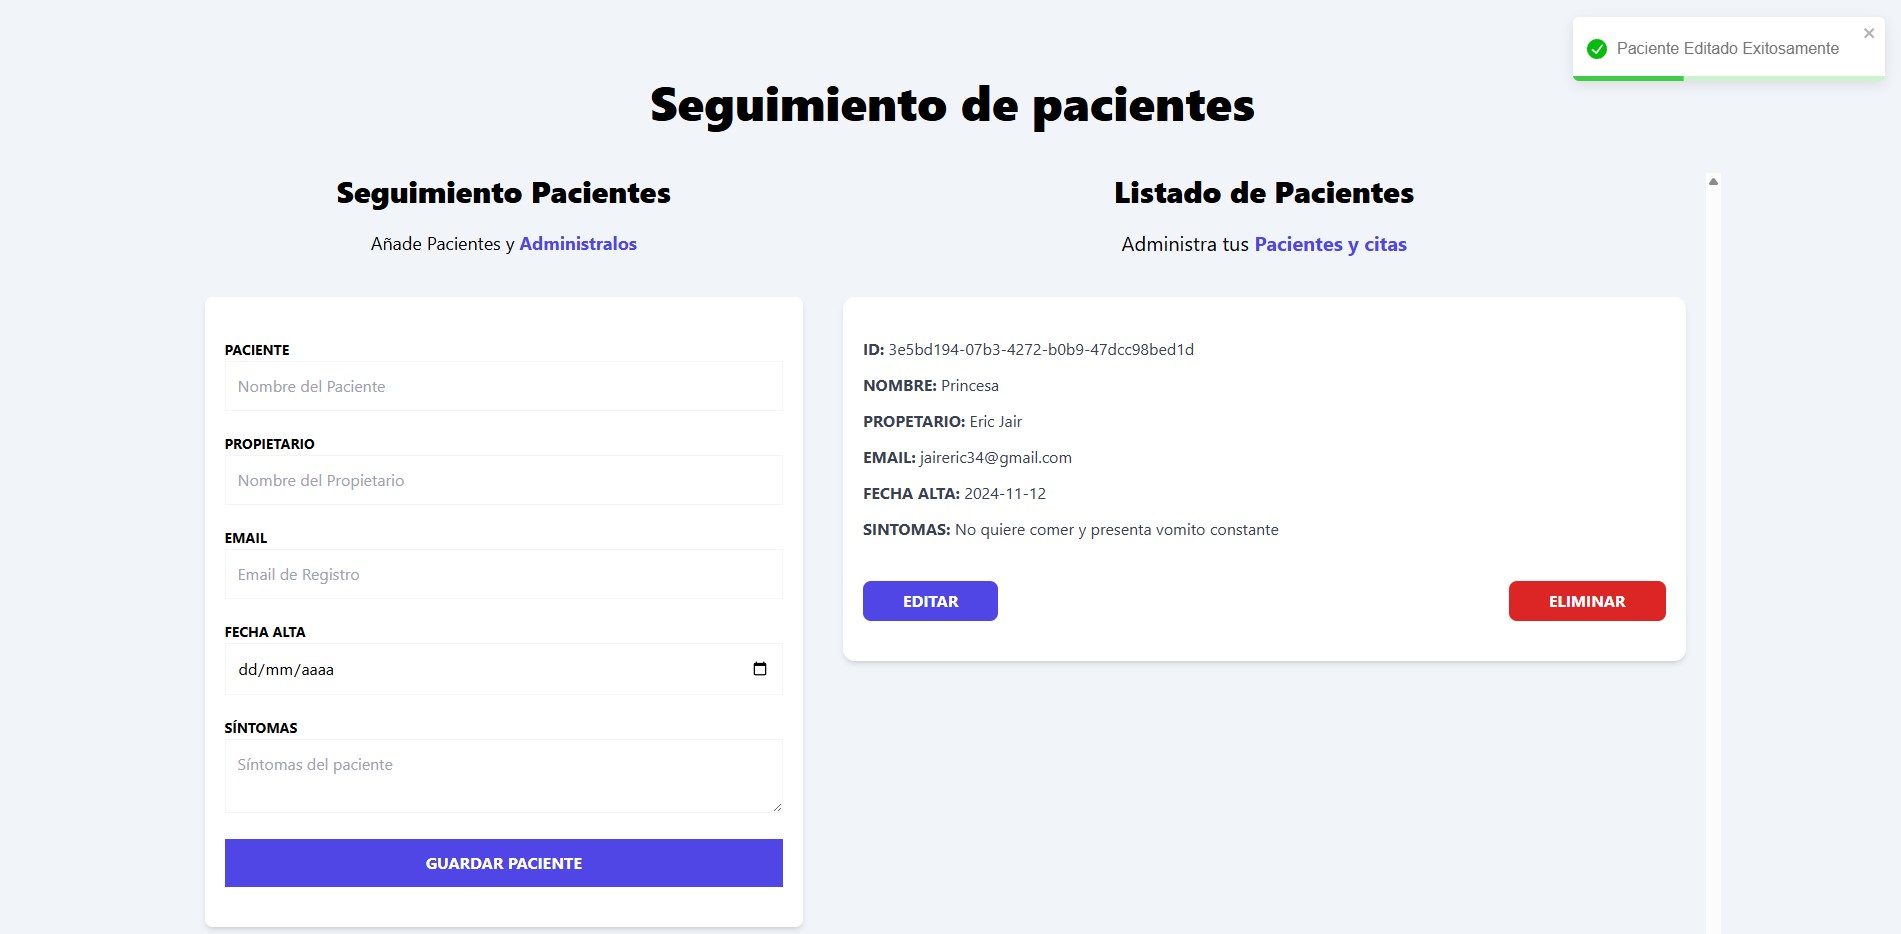 Paciente Editado Exitosamente
Seguimiento de pacientes
Seguimiento Pacientes
Añade Pacientes y Administralos
PACIENTE
Nombre del Paciente
PROPIETARIO
Nombre del Propietario
EMAIL
Email de Registro
FECHA ALTA
dd/mm/aaaa
SÍNTOMAS
Síntomas del paciente
GUARDAR PACIENTE
Listado de Pacientes
Administra tus Pacientes y citas
ID: 3e5bd194-07b3-4272-b0b9-47dcc98bed1d
NOMBRE: Princesa
PROPETARIO: Eric Jair
EMAIL: jaireric34@gmail.com
FECHA ALTA: 2024-11-12
SINTOMAS: No quiere comer y presenta vomito constante
EDITAR
ELIMINAR